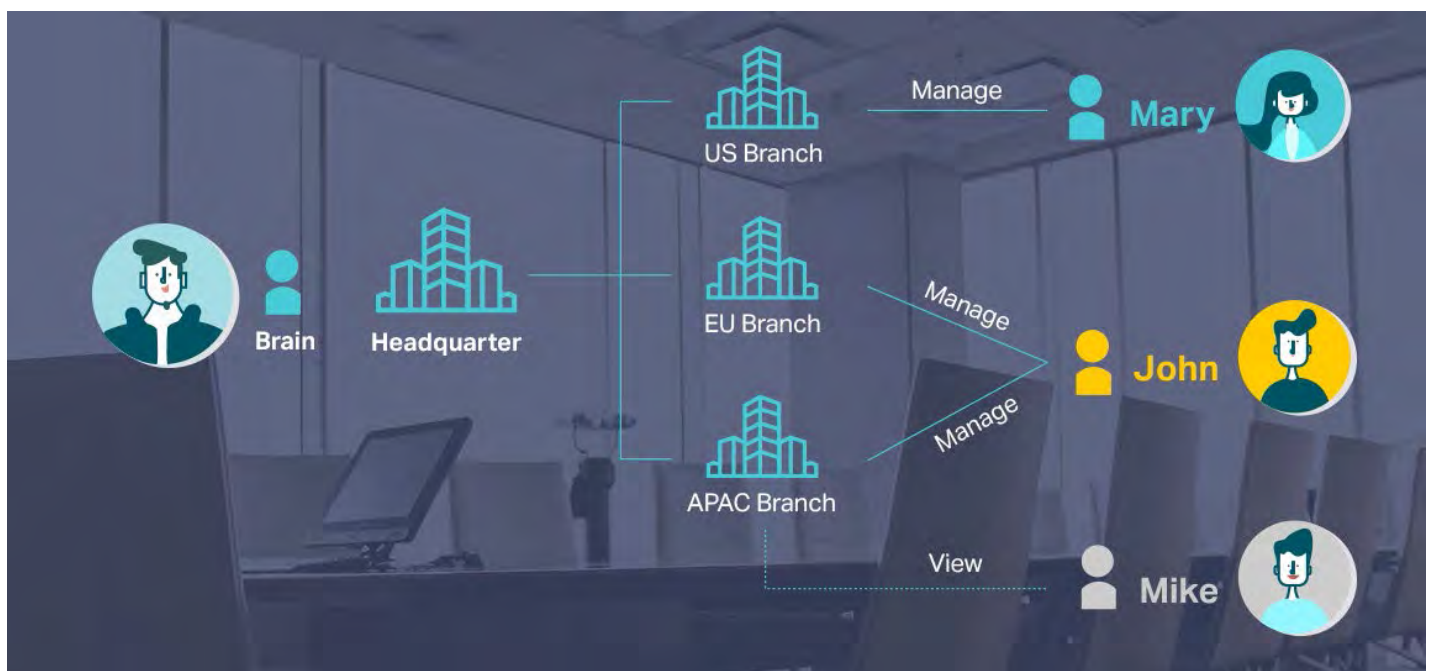 Manage
Mary
US Branch
Brain
Headquarter
EU Branch
Manage
John
Manage
APAC Branch
View
Mike